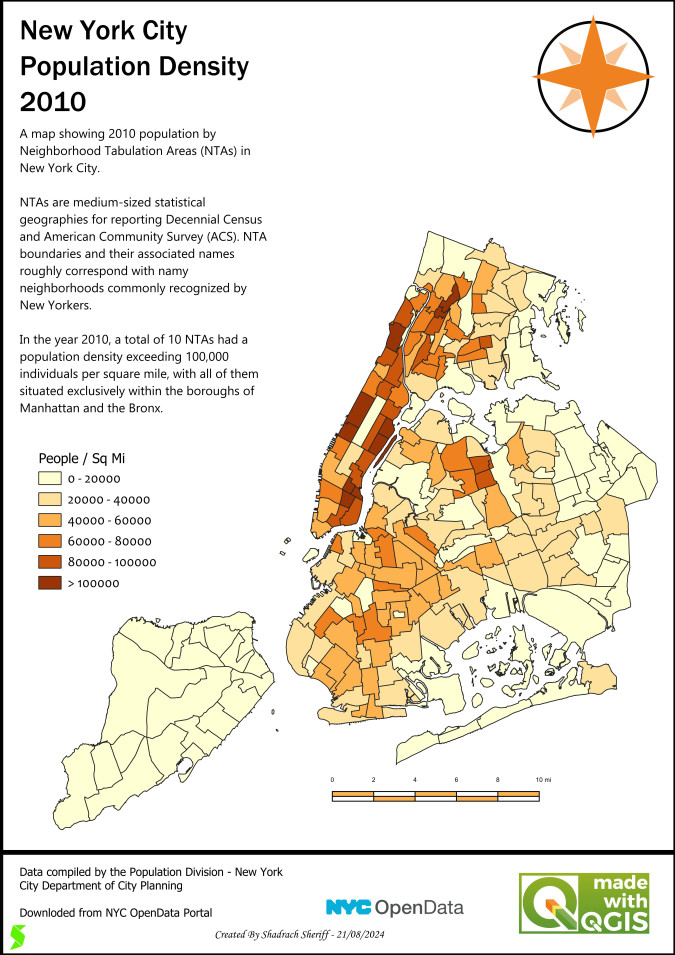 New York City
Population Density
2010
A map showing 2010 population by
Neighborhood Tabulation Areas (NTAs) in
New York City.
NTAs are medium-sized statistical
geographies for reporting Decennial Census
and American Community Survey (ACS). NTA
boundaries and their associated names
roughly correspond with namy
neighborhoods commonly recognized by
New Yorkers.
In the year 2010, a total of 10 NTAs had a
population density exceeding 100,000
individuals per square mile, with all of them
situated exclusively within the boroughs of
Manhattan and the Bronx.
People / Sq Mi
0 - 20000
20000 - 40000
40000 - 60000
60000 - 80000
80000 - 100000
> 100000
0 2 4 6 8 10 mi
Data compiled by the Population Division - New York
City Department of City Planning
Downloded from NYC OpenData Portal
NYC OpenData
made
with
QGIS
Created By Shadrach Sheriff - 21/08/2024